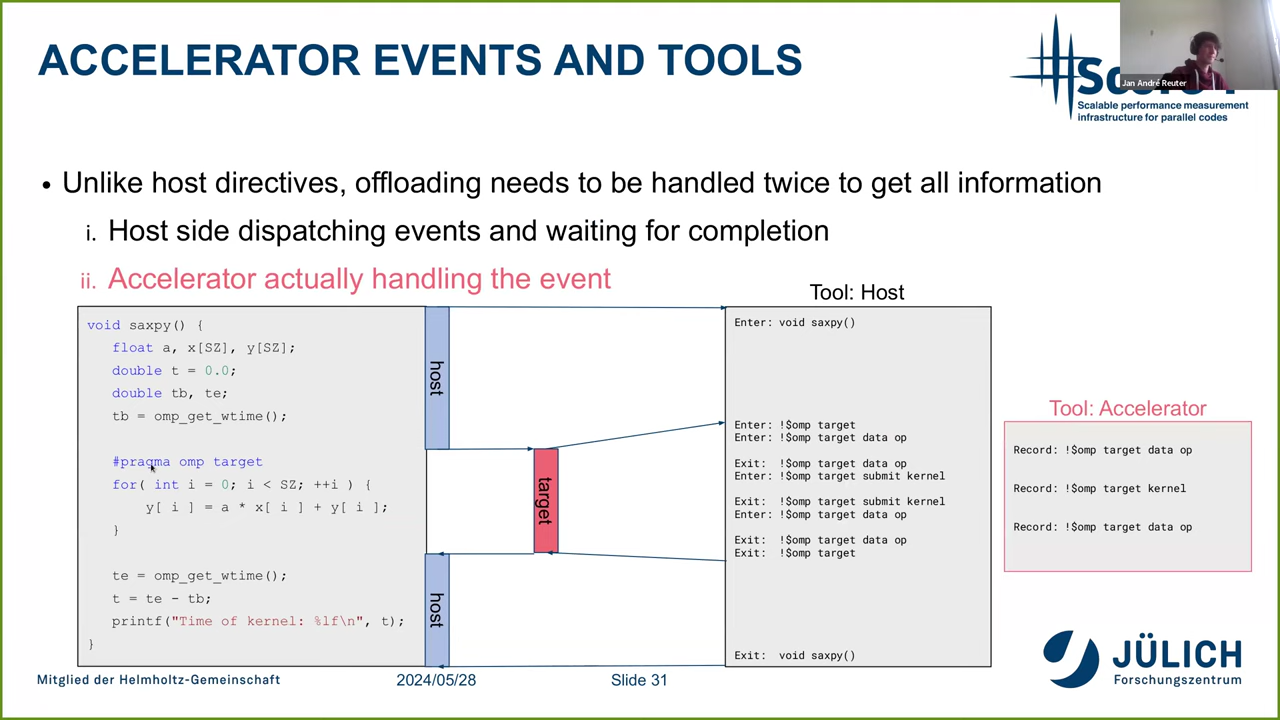 ACCELERATOR EVENTS AND TOOLS
Jan André Reuter
Scalable performance measurement
infrastructure for parallel codes
• Unlike host directives, offloading needs to be handled twice to get all information
i. Host side dispatching events and waiting for completion
ii. Accelerator actually handling the event
void saxpy() {
float a, x[SZ], y[SZ];
double t = 0.0;
double tb, te;
tb = omp_get_wtime();
#pragma omp target
for( int i = 0; i < SZ; ++i ) {
y[ i ] = a * x[ i ] + y[ i ];
}
te = omp_get_wtime();
t = te - tb;
printf("Time of kernel: %lf\n", t);
}
host
target
host
Tool: Host
Enter: void saxpy()
Enter: !$omp target
Enter: !$omp target data op
Exit: !$omp target data op
Enter: !$omp target submit kernel
Exit: !$omp target submit kernel
Enter: !$omp target data op
Exit: !$omp target data op
Exit: !$omp target
Exit: void saxpy()
Tool: Accelerator
Record: !$omp target data op
Record: !$omp target kernel
Record: !$omp target data op
Mitglied der Helmholtz-Gemeinschaft
2024/05/28
Slide 31
JÜLICH
Forschungszentrum